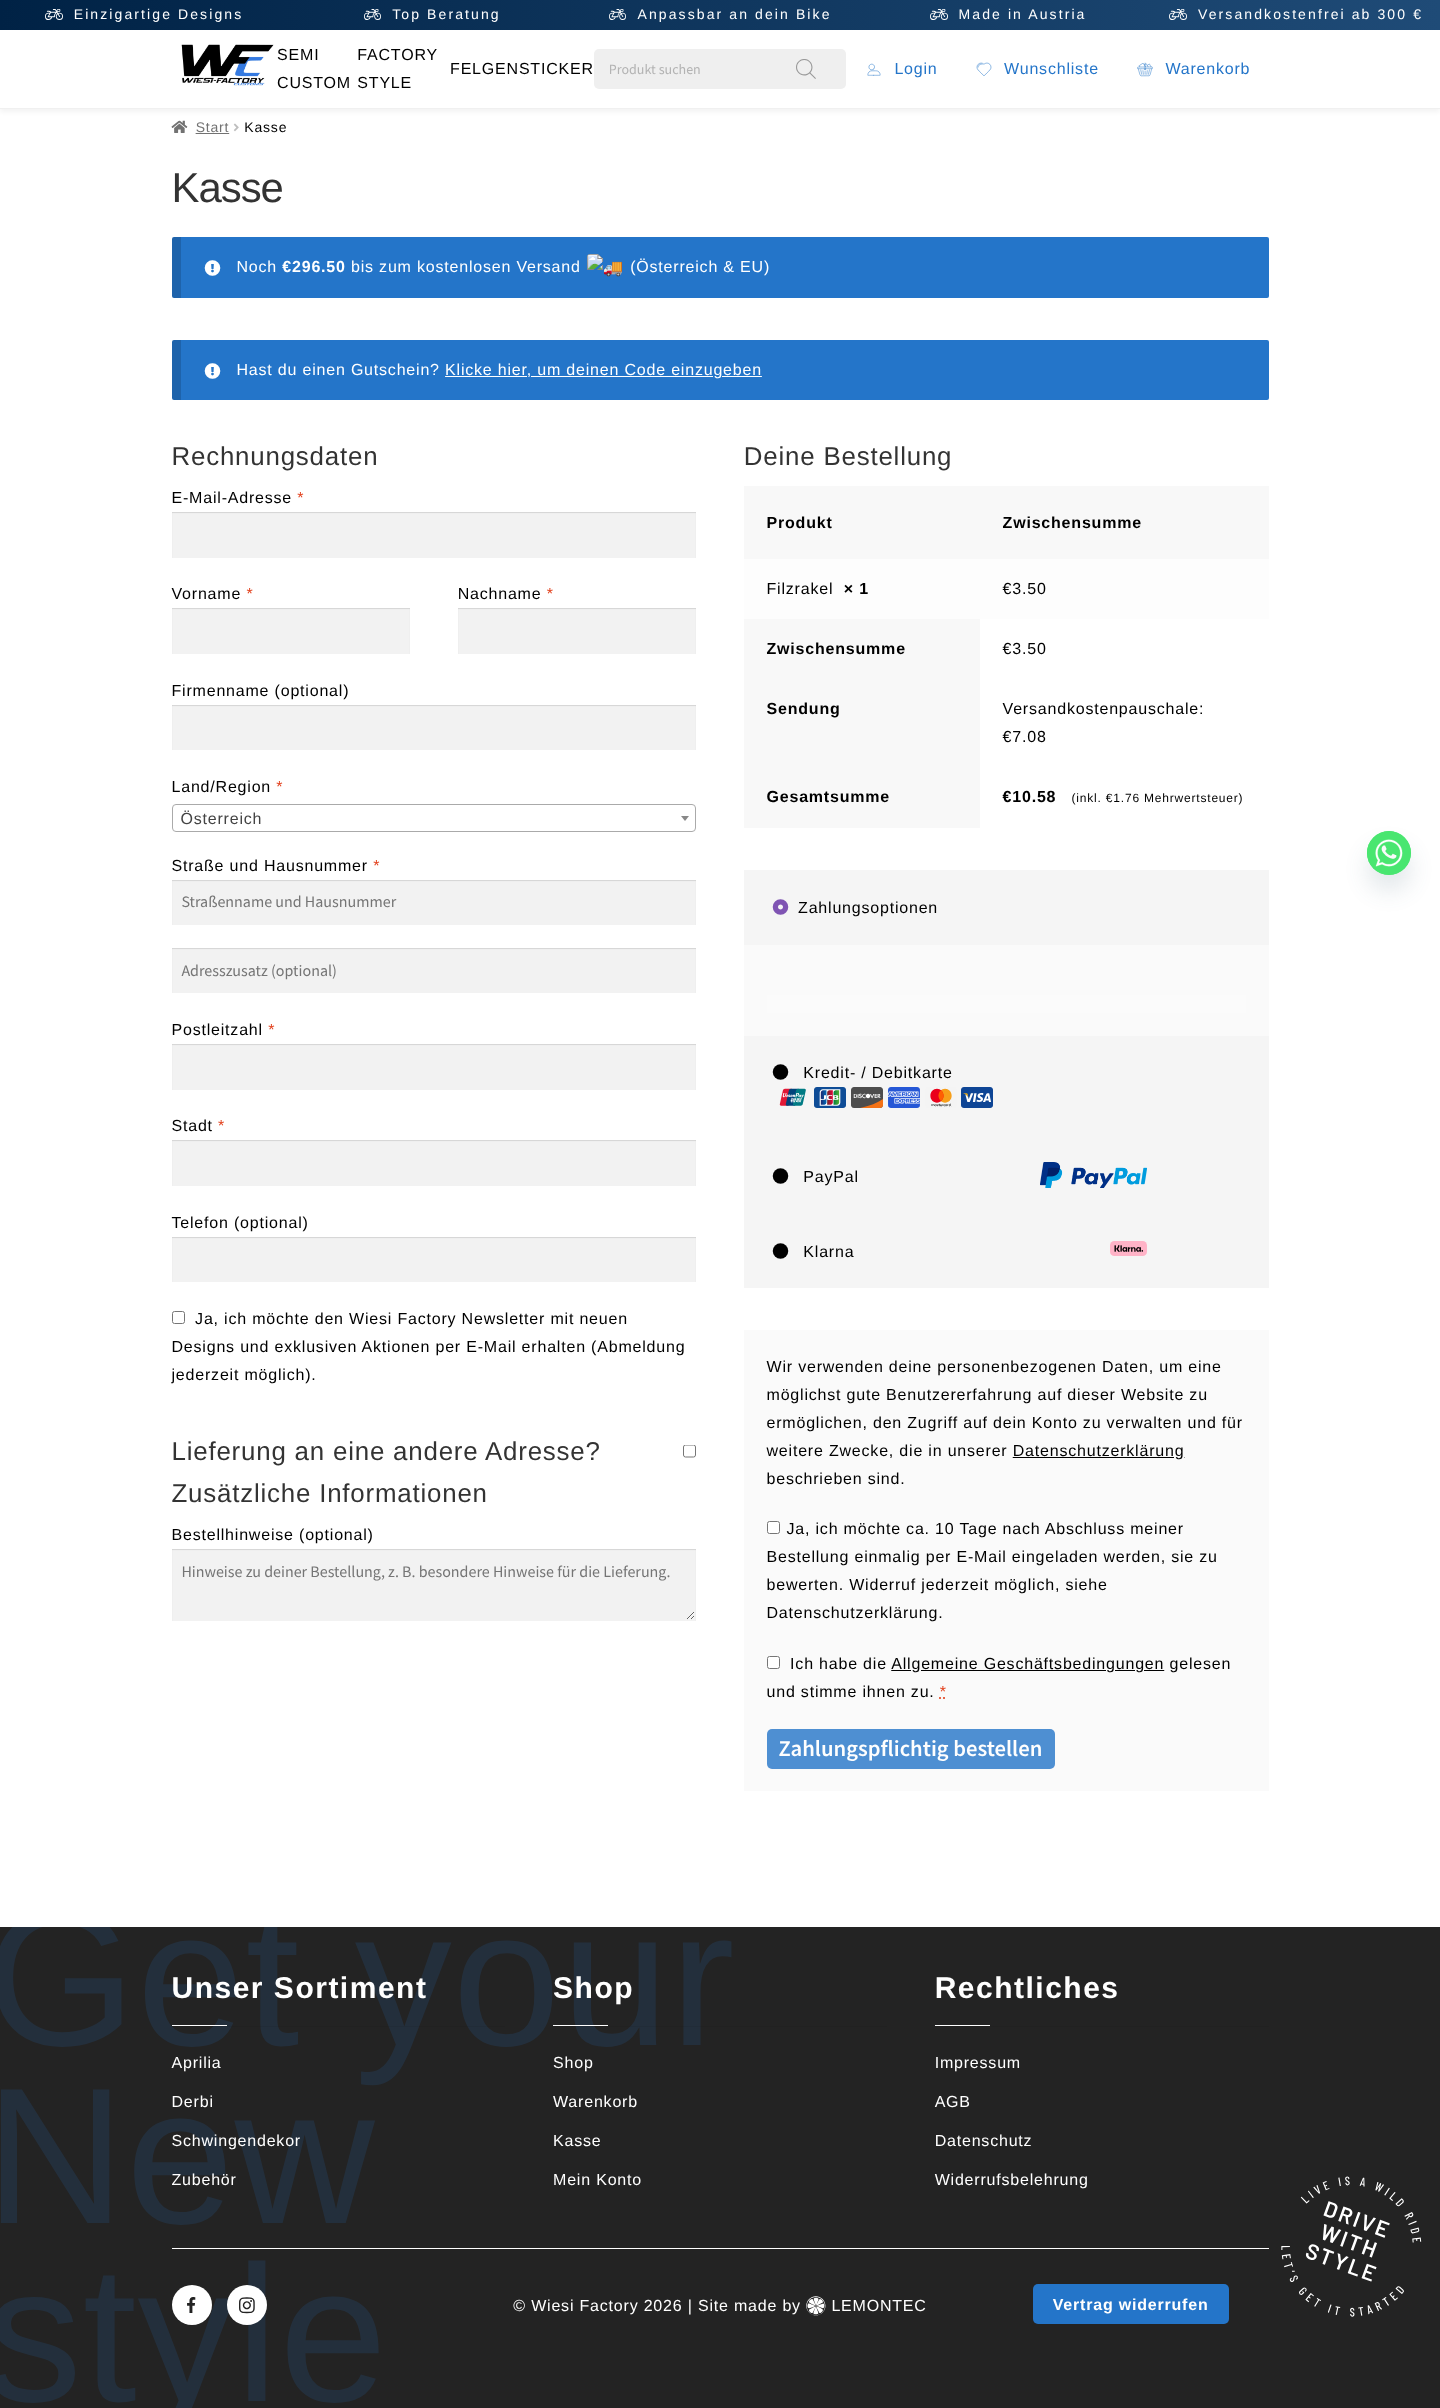 Einzigartige Designs
Top Beratung
Anpassbar an dein Bike
Made in Austria
Versandkostenfrei ab 300 €
WF
WIESI-FACTORY
SEMI
CUSTOM
FACTORY
STYLE
FELGENSTICKER
Produkt suchen
Login
Wunschliste
Warenkorb
Start
Kasse
Kasse
Noch €296.50 bis zum kostenlosen Versand 🚚 (Österreich & EU)
Hast du einen Gutschein? Klicke hier, um deinen Code einzugeben
Rechnungsdaten
E-Mail-Adresse *
Vorname *
Nachname *
Firmenname (optional)
Land/Region *
Österreich
Straße und Hausnummer *
Straßenname und Hausnummer
Adresszusatz (optional)
Postleitzahl *
Stadt *
Telefon (optional)
Ja, ich möchte den Wiesi Factory Newsletter mit neuen
Designs und exklusiven Aktionen per E-Mail erhalten (Abmeldung
jederzeit möglich).
Lieferung an eine andere Adresse?
Zusätzliche Informationen
Bestellhinweise (optional)
Hinweise zu deiner Bestellung, z. B. besondere Hinweise für die Lieferung.
Deine Bestellung
Produkt
Zwischensumme
Filzrakel × 1
€3.50
Zwischensumme
€3.50
Sendung
Versandkostenpauschale:
€7.08
Gesamtsumme
€10.58 (inkl. €1.76 Mehrwertsteuer)
Zahlungsoptionen
Kredit- / Debitkarte
UnionPay
JCB
DISCOVER
AMERICAN EXPRESS
mastercard
VISA
PayPal
PayPal
Klarna
Klarna.
Wir verwenden deine personenbezogenen Daten, um eine
möglichst gute Benutzererfahrung auf dieser Website zu
ermöglichen, den Zugriff auf dein Konto zu verwalten und für
weitere Zwecke, die in unserer Datenschutzerklärung
beschrieben sind.
Ja, ich möchte ca. 10 Tage nach Abschluss meiner
Bestellung einmalig per E-Mail eingeladen werden, sie zu
bewerten. Widerruf jederzeit möglich, siehe
Datenschutzerklärung.
Ich habe die Allgemeine Geschäftsbedingungen gelesen
und stimme ihnen zu. *
Zahlungspflichtig bestellen
Get your
New
style
Unser Sortiment
Aprilia
Derbi
Schwingendekor
Zubehör
Shop
Shop
Warenkorb
Kasse
Mein Konto
Rechtliches
Impressum
AGB
Datenschutz
Widerrufsbelehrung
LIVE IS A WILD RIDE
DRIVE
WITH
STYLE
LET'S GET IT STARTED
© Wiesi Factory 2026 | Site made by LEMONTEC
Vertrag widerrufen